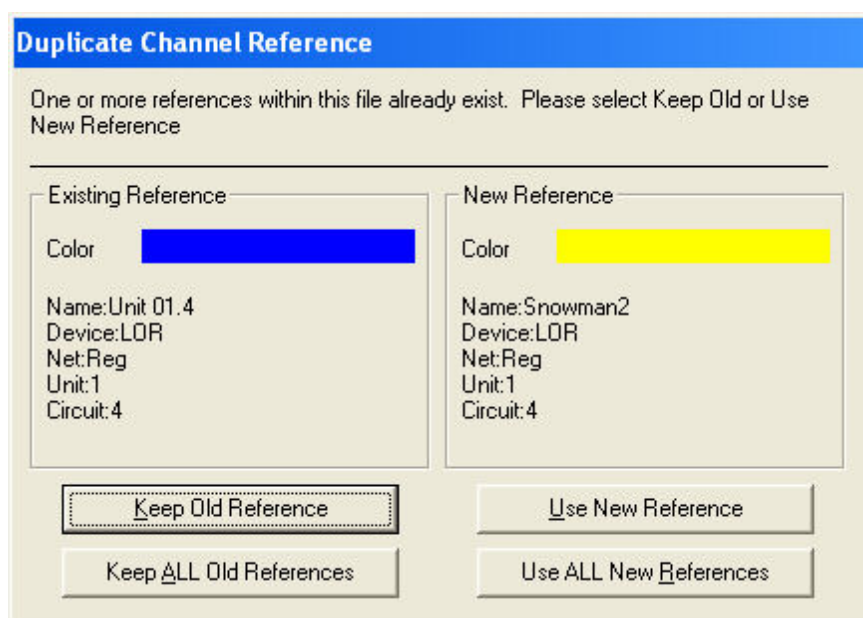 Duplicate Channel Reference
One or more references within this file already exist.  Please select Keep Old or Use
New Reference
Existing Reference
Color
Name:Unit 01.4
Device:LOR
Net:Reg
Unit:1
Circuit:4
New Reference
Color
Name:Snowman2
Device:LOR
Net:Reg
Unit:1
Circuit:4
Keep Old Reference
Use New Reference
Keep ALL Old References
Use ALL New References